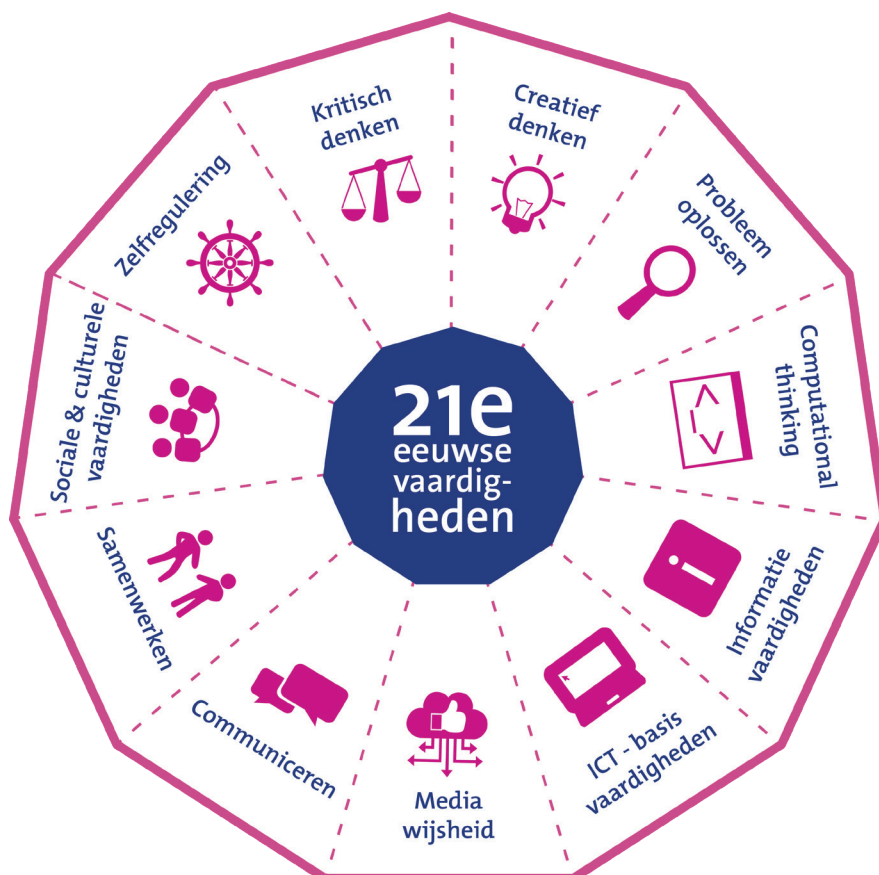 21e
eeuwse
vaardig-
heden
Kritisch
denken
Creatief
denken
Probleem
oplossen
Computational
thinking
Informatie
vaardigheden
ICT - basis
vaardigheden
Media
wijsheid
Communiceren
Samenwerken
Sociale & culturele
vaardigheden
Zelfregulering